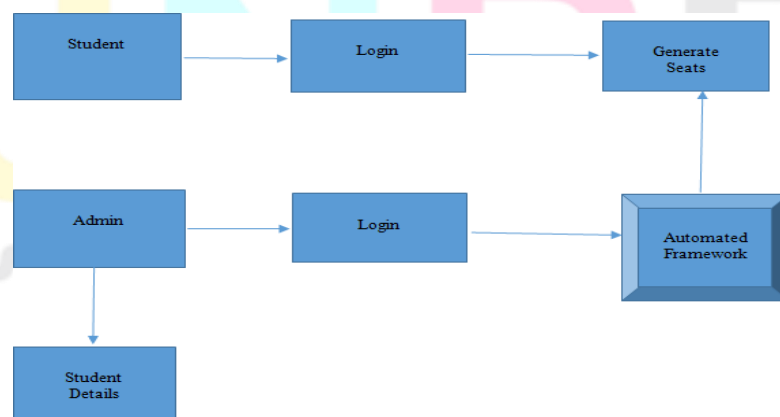 Student
Login
Generate
Seats
Admin
Login
Automated
Framework
Student
Details